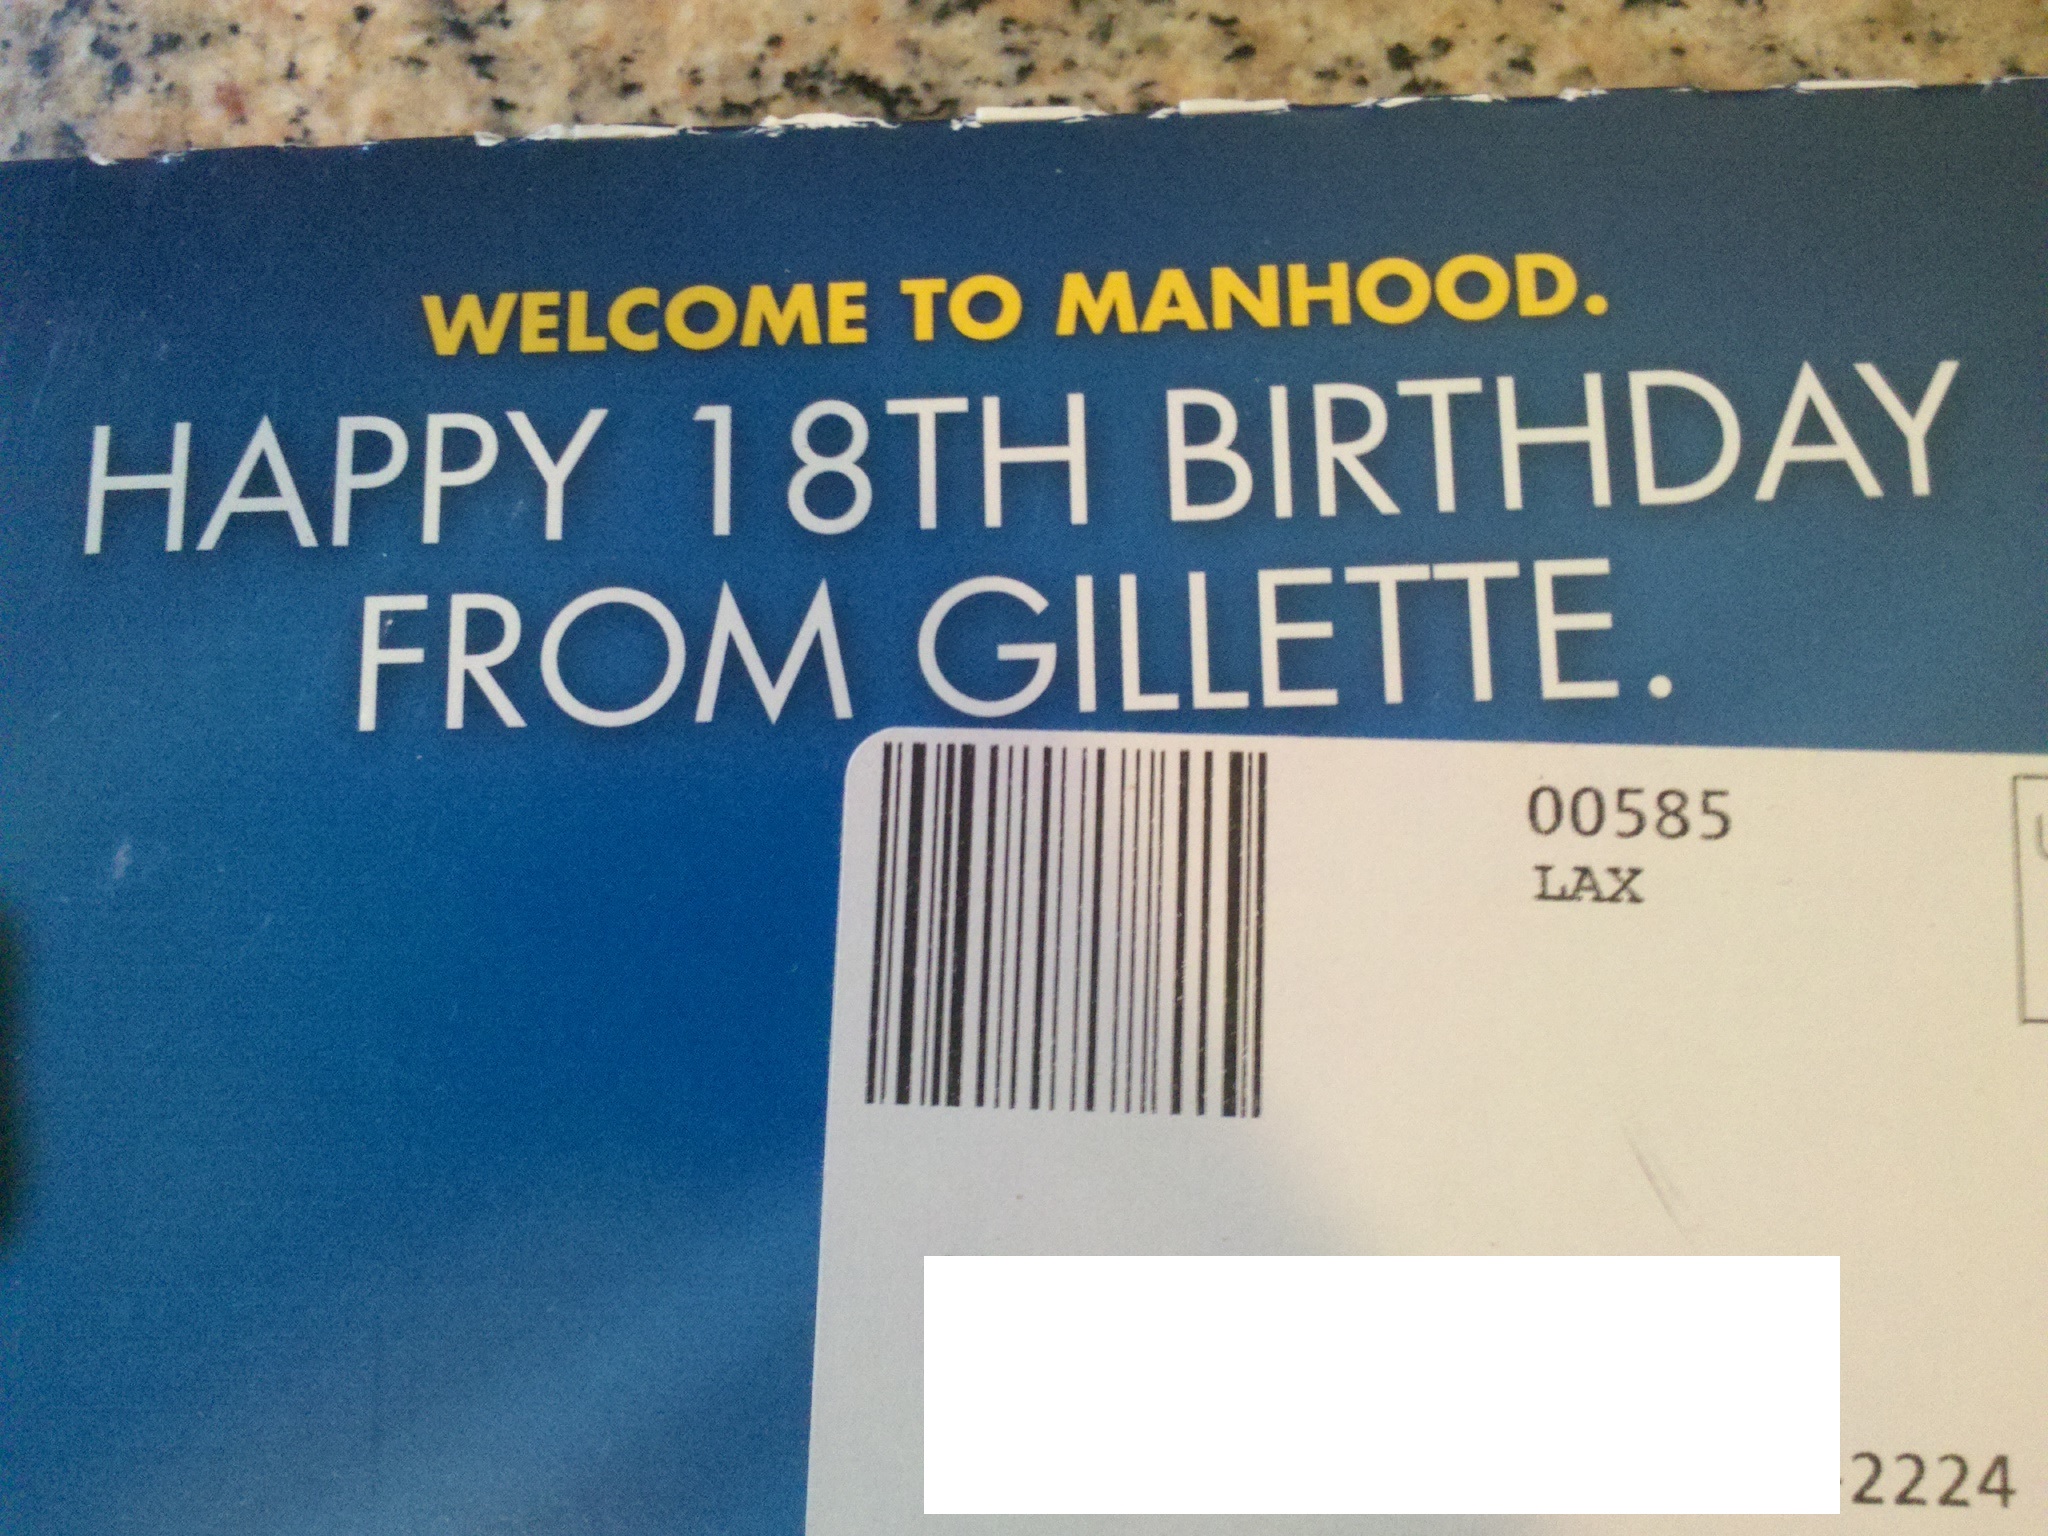 WELCOME TO MANHOOD.
HAPPY 18TH BIRTHDAY
FROM GILLETTE.
00585
LAX
-2224